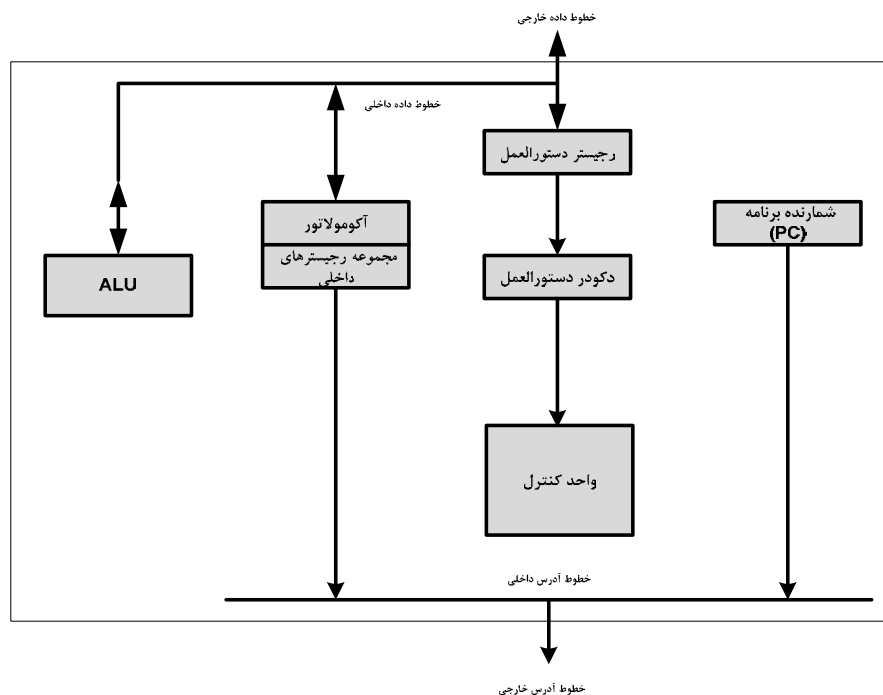 خطوط داده خارجی
خطوط داده داخلی
رجیستر دستورالعمل
آکومولاتور
شمارنده برنامه
(PC)
مجموعه رجیسترهای
داخلی
دکودر دستورالعمل
ALU
واحد کنترل
خطوط آدرس داخلی
خطوط آدرس خارجی